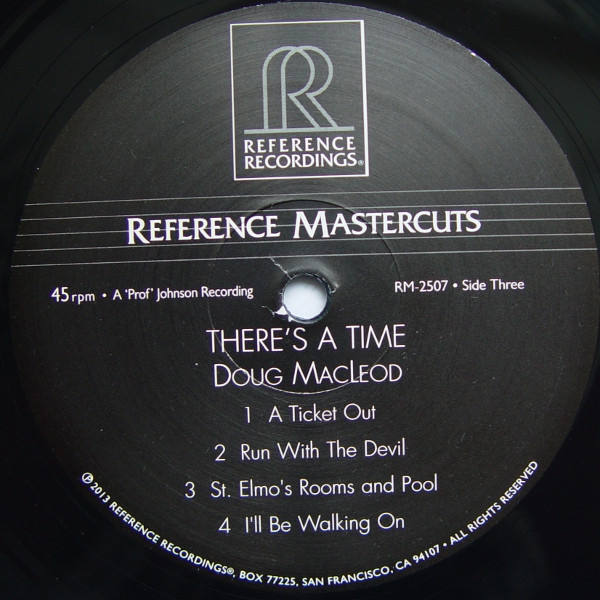 R
REFERENCE
RECORDINGS®
REFERENCE MASTERCUTS
45 rpm • A 'Prof' Johnson Recording
RM-2507 • Side Three
THERE'S A TIME
DOUG MACLEOD
1 A Ticket Out
2 Run With The Devil
3 St. Elmo's Rooms and Pool
4 I'll Be Walking On
℗ 2013 REFERENCE RECORDINGS®, BOX 77225, SAN FRANCISCO, CA 94107 • ALL RIGHTS RESERVED